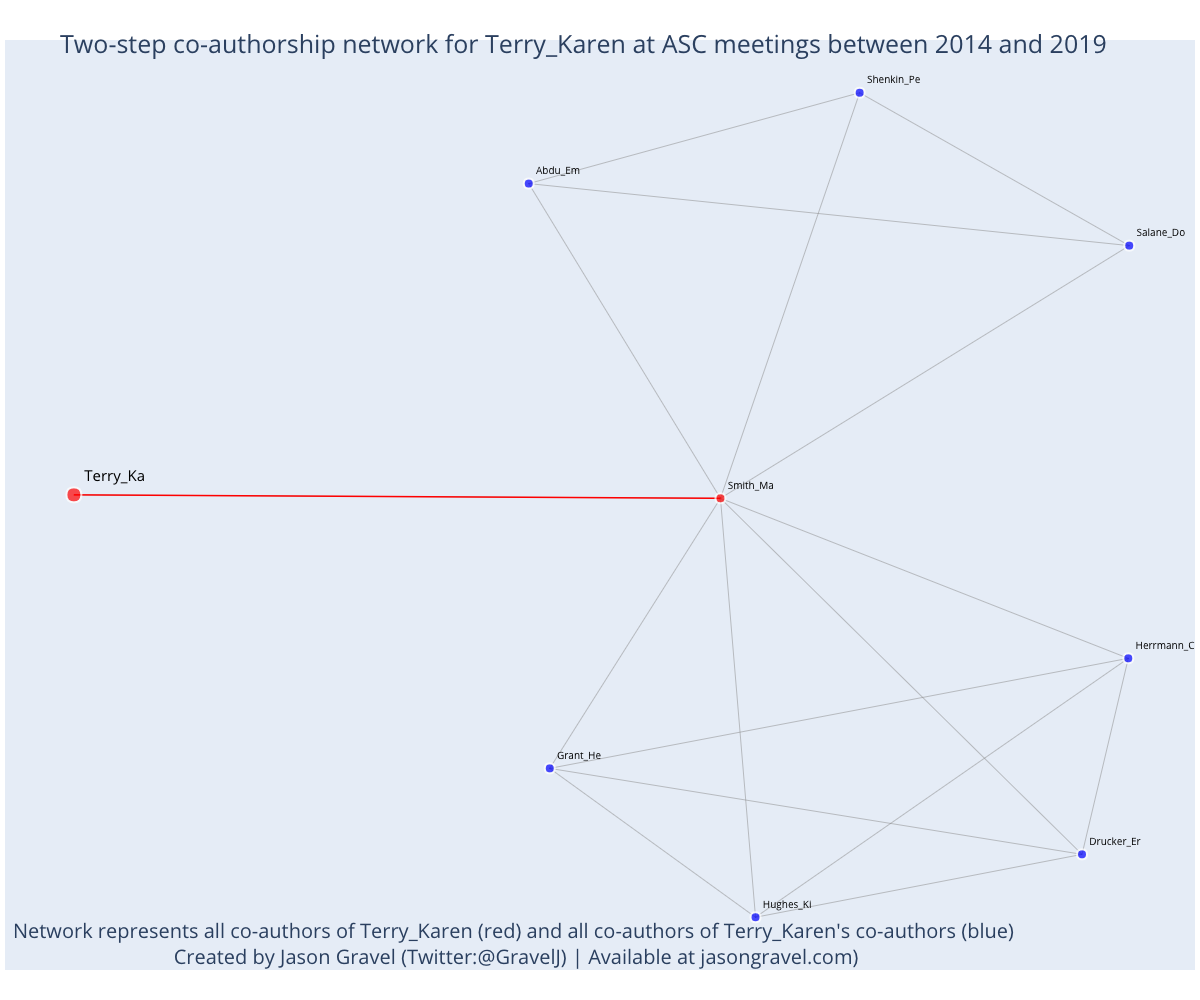 Two-step co-authorship network for Terry_Karen at ASC meetings between 2014 and 2019
Shenkin_Pe
Abdu_Em
Salane_Do
Terry_Ka
Smith_Ma
Herrmann_C
Grant_He
Drucker_Er
Hughes_Ki
Network represents all co-authors of Terry_Karen (red) and all co-authors of Terry_Karen's co-authors (blue)
Created by Jason Gravel (Twitter:@GravelJ) | Available at jasongravel.com)